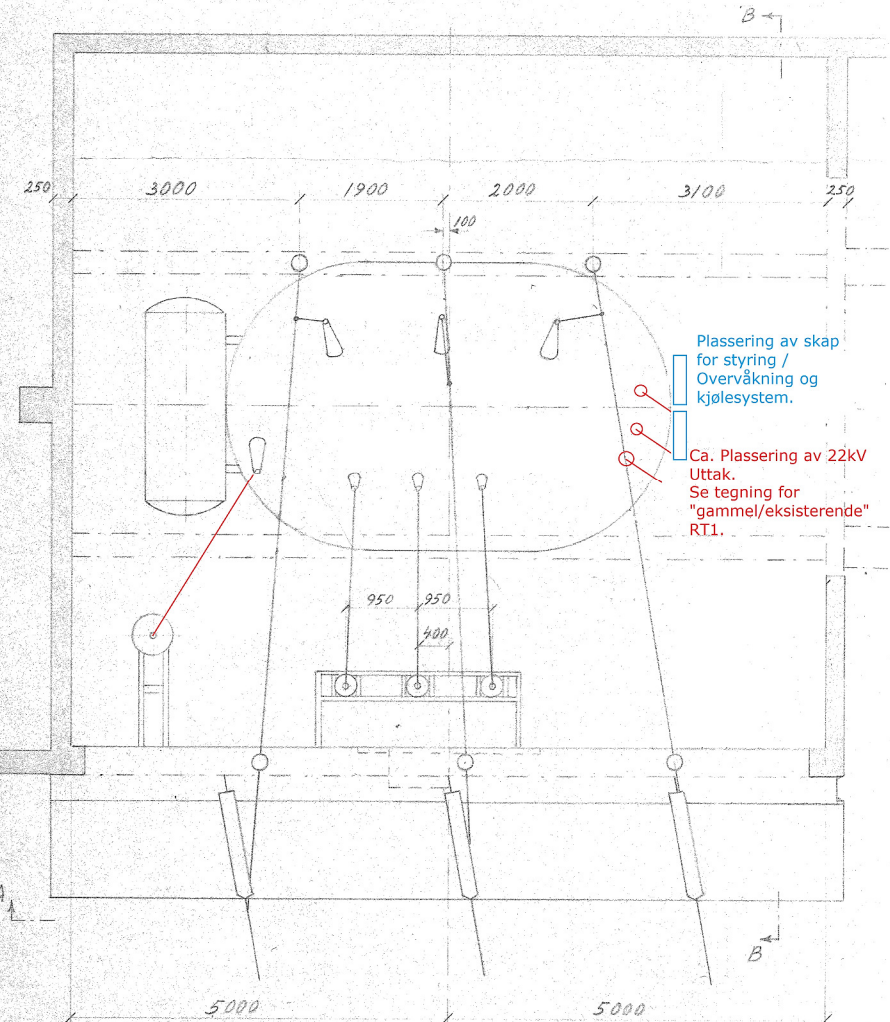 B
250
3000
1900
2000
3100
250
100
Plassering av skap
for styring /
Overvåkning og
kjølesystem.
Ca. Plassering av 22kV
Uttak.
Se tegning for
"gammel/eksisterende"
RT1.
950
950
400
B
5000
5000